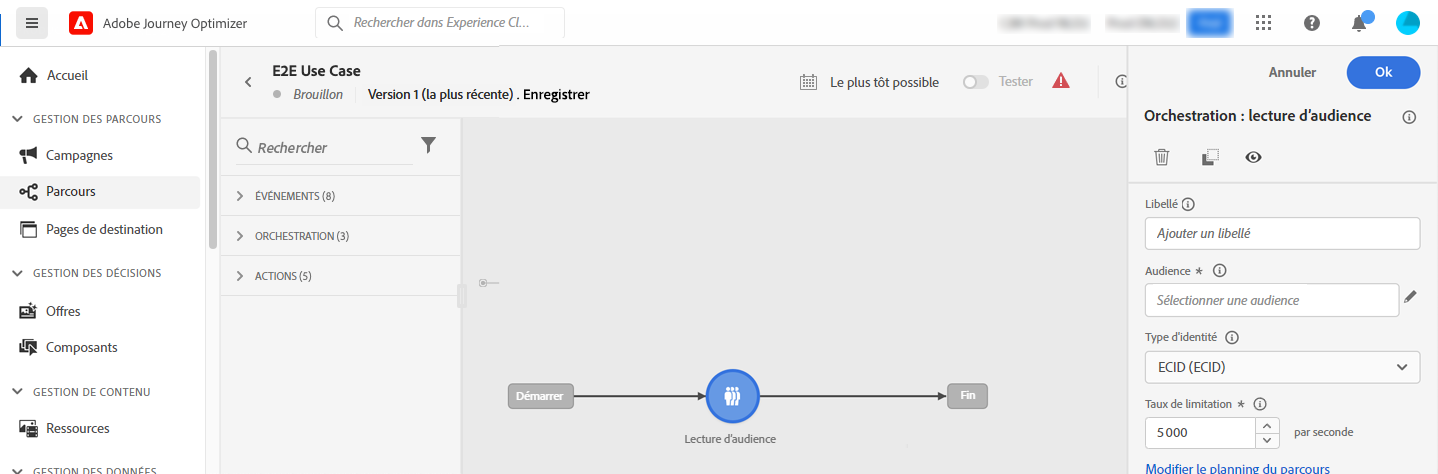 Adobe Journey Optimizer
Rechercher dans Experience Cl...
Accueil
GESTION DES PARCOURS
Campagnes
Parcours
Pages de destination
GESTION DES DÉCISIONS
Offres
Composants
GESTION DE CONTENU
Ressources
GESTION DES DONNÉES
E2E Use Case
Brouillon
Version 1 (la plus récente) . Enregistrer
Le plus tôt possible
Tester
Rechercher
ÉVÉNEMENTS (8)
ORCHESTRATION (3)
ACTIONS (5)
Démarrer
Lecture d'audience
Fin
Annuler
Ok
Orchestration : lecture d'audience
Libellé
Ajouter un libellé
Audience *
Sélectionner une audience
Type d'identité
ECID (ECID)
Taux de limitation *
5 000
par seconde
Modifier le planning du parcours